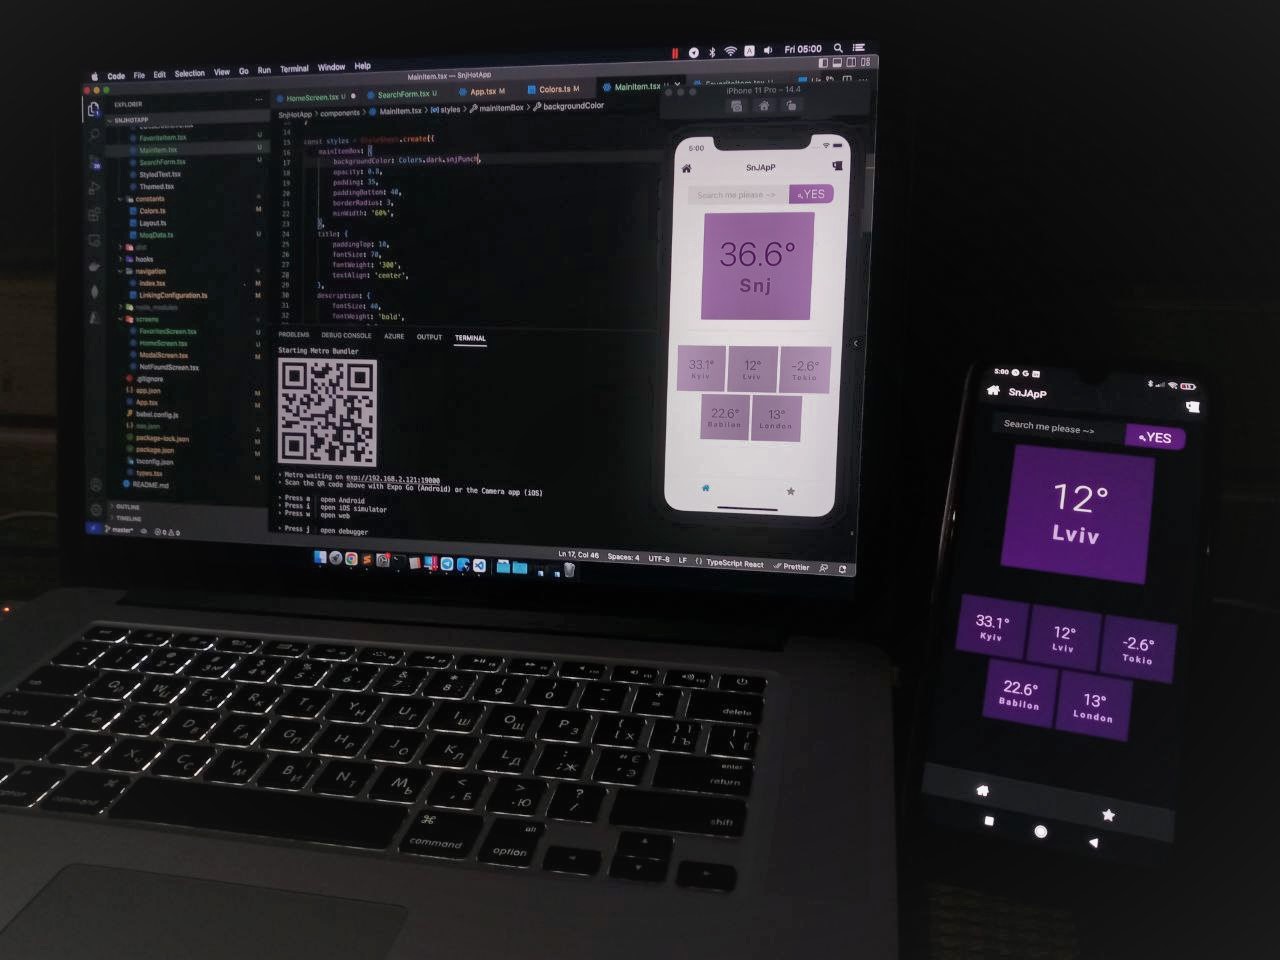 Code File Edit Selection View Go Run Terminal Window Help
A
Fri 05:00
MainItem.tsx — SnjHotApp
EXPLORER
SNJHOTAPP
FavoriteItem.tsx U
MainItem.tsx U
SearchForm.tsx U
StyledText.tsx
Themed.tsx
constants
Colors.ts M
Layout.ts
MoqData.ts U
dist
hooks
navigation
index.tsx M
LinkingConfiguration.ts M
node_modules
screens
FavoritesScreen.tsx U
HomeScreen.tsx U
ModalScreen.tsx M
NotFoundScreen.tsx
.gitignore
app.json M
App.tsx M
babel.config.js
package-lock.json M
package.json M
tsconfig.json
types.tsx M
README.md
OUTLINE
TIMELINE
HomeScreen.tsx U
SearchForm.tsx U
App.tsx M
Colors.ts M
MainItem.tsx U
FavoriteItem.tsx U
SnjHotApp > components > MainItem.tsx > styles > mainItemBox > backgroundColor
14
15 const styles = StyleSheet.create({
16 mainItemBox: {
17 backgroundColor: Colors.dark.snjPunch,
18 opacity: 0.8,
19 padding: 35,
20 paddingBottom: 40,
21 borderRadius: 3,
22 minWidth: '60%',
23 },
24 title: {
25 paddingTop: 10,
26 fontSize: 70,
27 fontWeight: '300',
28 textAlign: 'center',
29 },
30 description: {
31 fontSize: 40,
32 fontWeight: 'bold',
PROBLEMS DEBUG CONSOLE AZURE OUTPUT TERMINAL
Starting Metro Bundler
› Metro waiting on exp://192.168.2.121:19000
› Scan the QR code above with Expo Go (Android) or the Camera app (iOS)
› Press a | open Android
› Press i | open iOS simulator
› Press w | open web
› Press j | open debugger
master*
0 0
Ln 17, Col 46 Spaces: 4 UTF-8 LF TypeScript React Prettier
iPhone 11 Pro – 14.4
5:00
SnJApP
Search me please ~>
YES
36.6°
Snj
33.1° 12° -2.6°
Kyiv Lviv Tokio
22.6° 13°
Babilon London
5:00
SnJApP
Search me please ~>
YES
12°
Lviv
33.1° 12° -2.6°
Kyiv Lviv Tokio
22.6° 13°
Babilon London
delete
enter
return
shift
command
option
alt
command
option